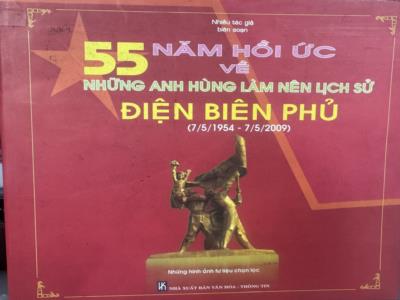 Nhiều tác giả
biên soạn
55 NĂM HỒI ỨC
VỀ
NHỮNG ANH HÙNG LÀM NÊN LỊCH SỬ
ĐIỆN BIÊN PHỦ
(7/5/1954 - 7/5/2009)
Những hình ảnh tư liệu chọn lọc
NHÀ XUẤT BẢN VĂN HÓA - THÔNG TIN